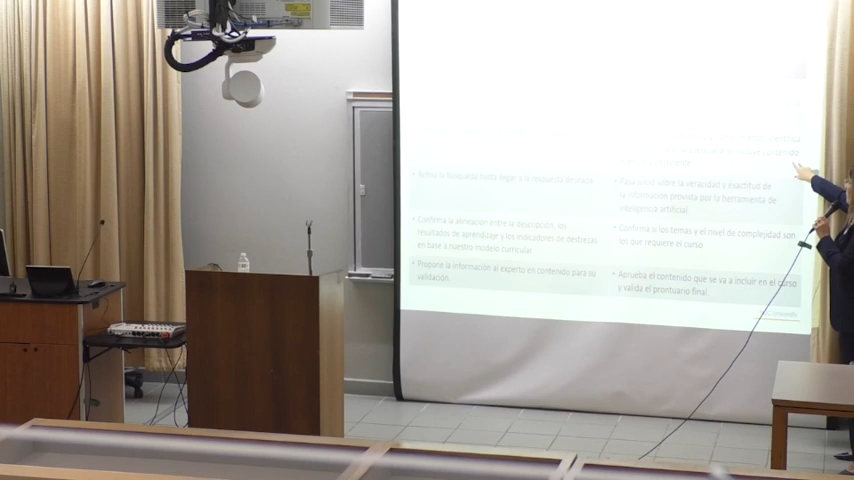 • Refina la búsqueda hasta llegar a la respuesta deseada.
• Confirma la alineación entre la descripción, los
resultados de aprendizaje y los indicadores de destrezas
en base a nuestro modelo curricular.
• Propone la información al experto en contenido para su
validación.
contenido
• Pasa juicio sobre la veracidad y exactitud de
la información provista por la herramienta de
inteligencia artificial.
• Confirma si los temas y el nivel de complejidad son
los que requiere el curso
• Aprueba el contenido que se va a incluir en el curso
y valida el prontuario final.